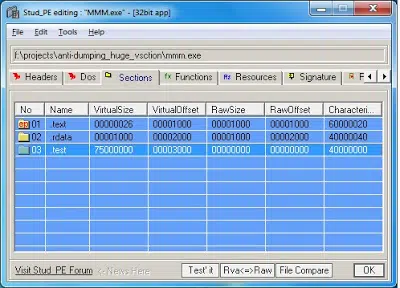 Stud_PE editing : "MMM.exe" - [32bit app]
File Edit Tools Help
f:\projects\anti-dumping_huge_vsction\mmm.exe
Headers Dos Sections Functions Resources Signature F
No Name VirtualSize VirtualOffset RawSize RawOffset Characteri...
01 .text 00000026 00001000 00001000 00001000 60000020
02 .rdata 00001000 00002000 00001000 00002000 40000040
03 .test 75000000 00003000 00000000 00000000 40000000
Visit Stud_PE Forum <- News Here Test' it Rva<=>Raw File Compare OK